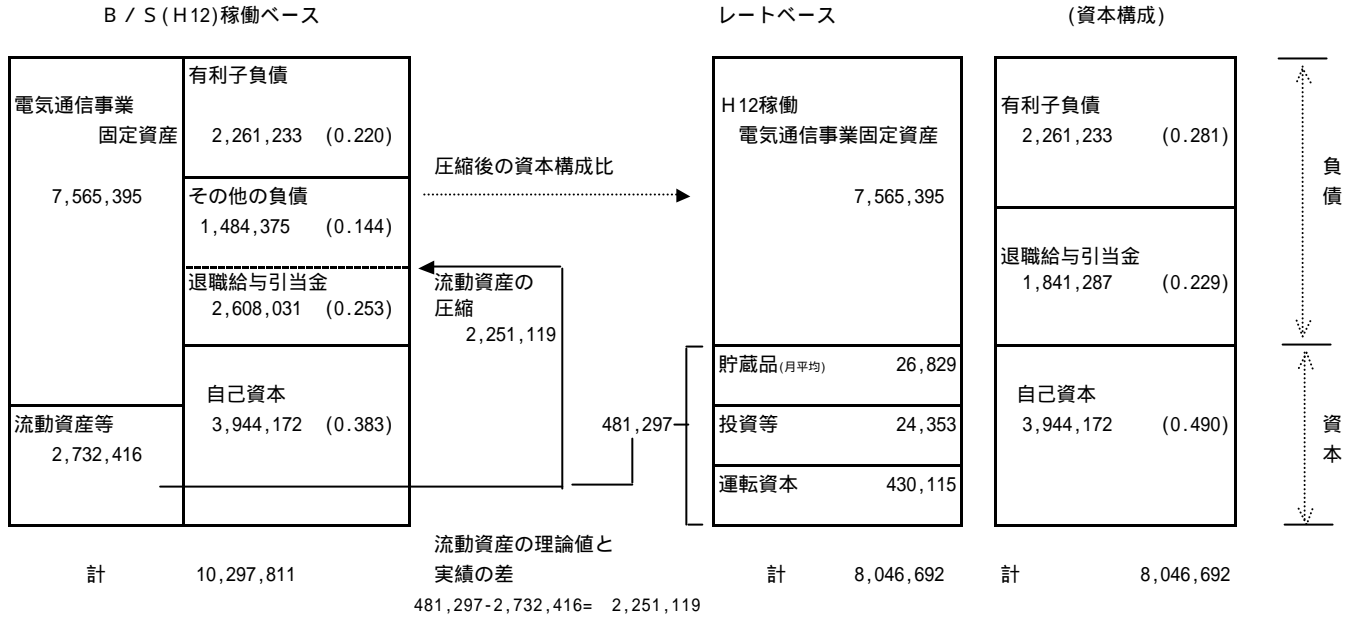 B／S(H12)稼働ベース
電気通信事業
固定資産
7,565,395
流動資産等
2,732,416
有利子負債
2,261,233 (0.220)
その他の負債
1,484,375 (0.144)
退職給与引当金
2,608,031 (0.253)
自己資本
3,944,172 (0.383)
計 10,297,811
圧縮後の資本構成比
流動資産の
圧縮
2,251,119
481,297
流動資産の理論値と
実績の差
481,297-2,732,416= 2,251,119
レートベース
H12稼働
電気通信事業固定資産
7,565,395
貯蔵品(月平均) 26,829
投資等 24,353
運転資本 430,115
計 8,046,692
(資本構成)
有利子負債
2,261,233 (0.281)
退職給与引当金
1,841,287 (0.229)
自己資本
3,944,172 (0.490)
計 8,046,692
負債
資本